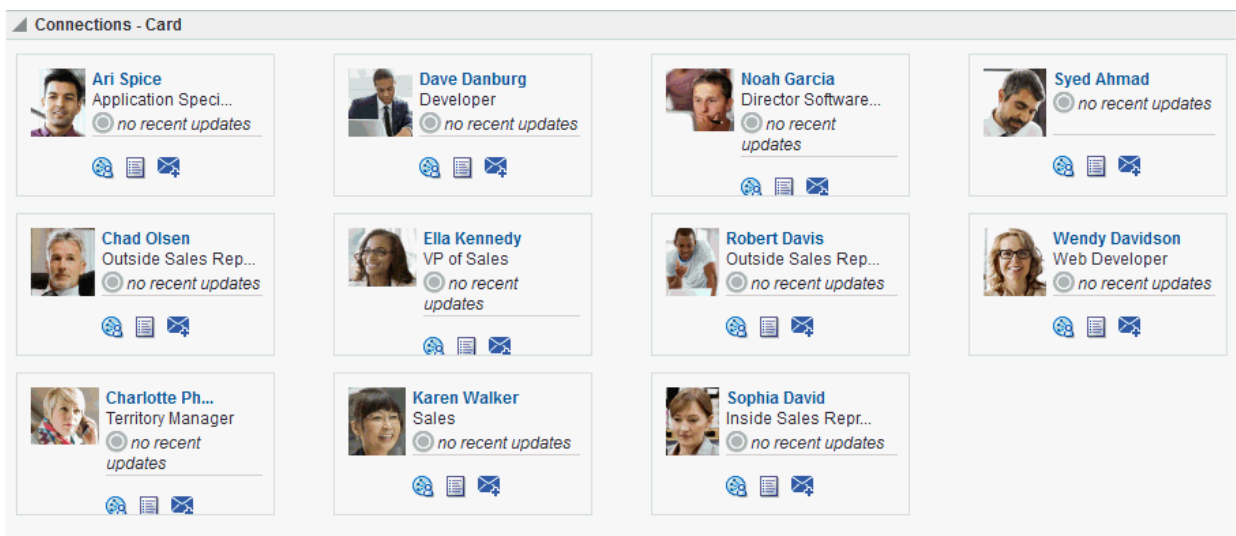 Connections - Card
Ari Spice
Application Speci...
no recent updates
Dave Danburg
Developer
no recent updates
Noah Garcia
Director Software...
no recent
updates
Syed Ahmad
no recent updates
Chad Olsen
Outside Sales Rep...
no recent updates
Ella Kennedy
VP of Sales
no recent
updates
Robert Davis
Outside Sales Rep...
no recent updates
Wendy Davidson
Web Developer
no recent updates
Charlotte Ph...
Territory Manager
no recent
updates
Karen Walker
Sales
no recent updates
Sophia David
Inside Sales Repr...
no recent updates